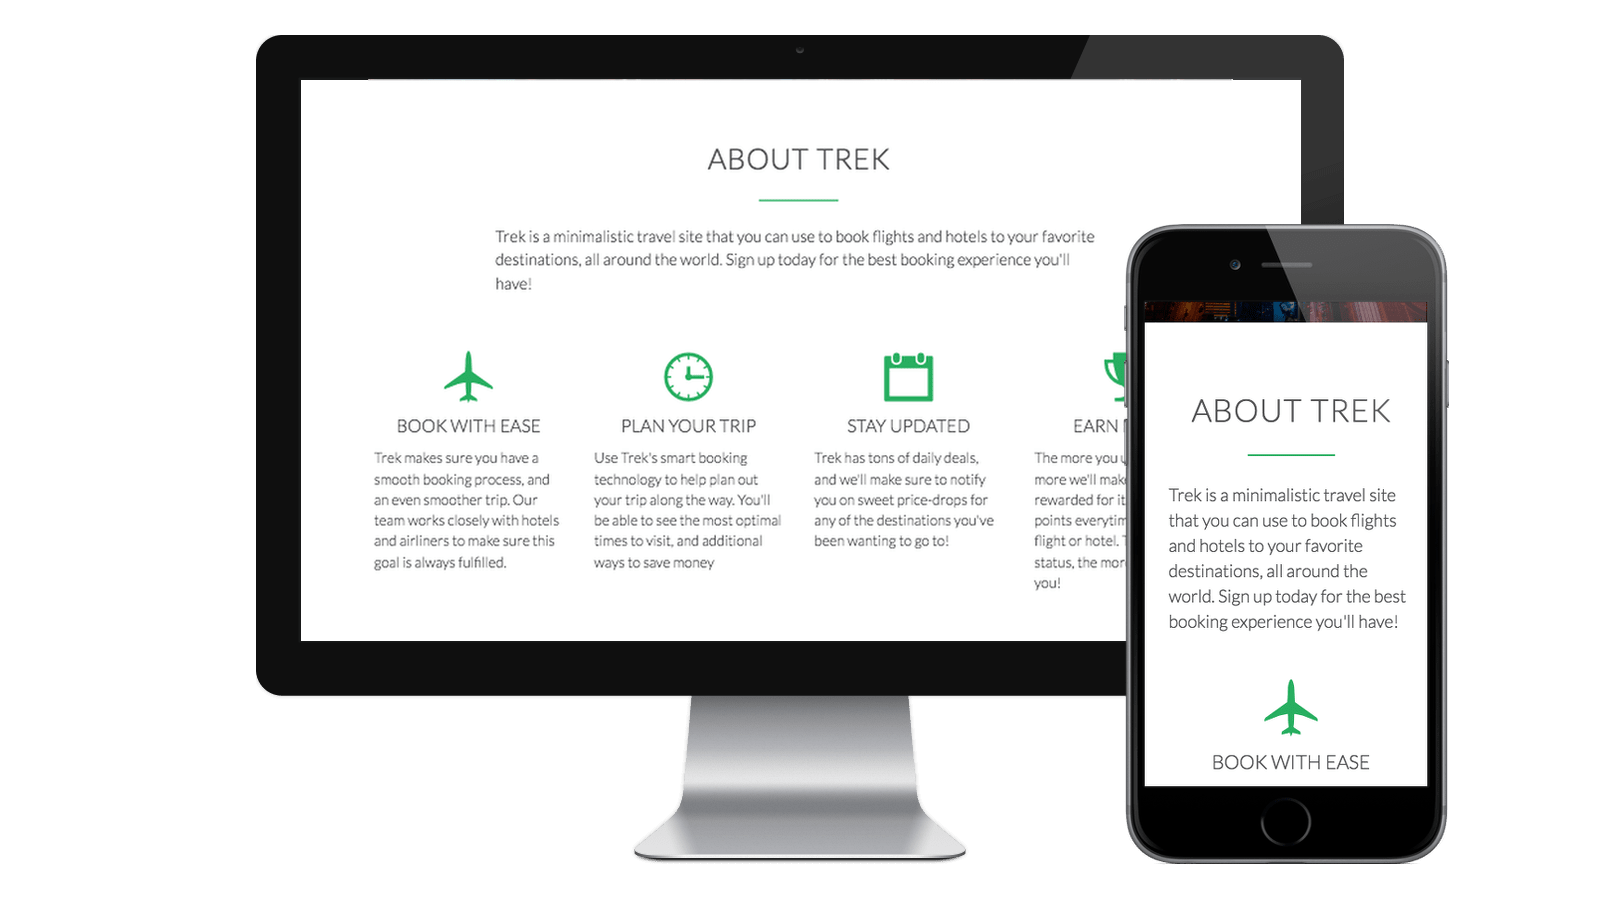 ABOUT TREK
Trek is a minimalistic travel site that you can use to book flights and hotels to your favorite
destinations, all around the world. Sign up today for the best booking experience you'll
have!
BOOK WITH EASE
Trek makes sure you have a
smooth booking process, and
an even smoother trip. Our
team works closely with hotels
and airliners to make sure this
goal is always fulfilled.
PLAN YOUR TRIP
Use Trek's smart booking
technology to help plan out
your trip along the way. You'll
be able to see the most optimal
times to visit, and additional
ways to save money
STAY UPDATED
Trek has tons of daily deals,
and we'll make sure to notify
you on sweet price-drops for
any of the destinations you've
been wanting to go to!
EARN
The more you
more we'll mak
rewarded for it
points everytim
flight or hotel.
status, the mor
you!
ABOUT TREK
Trek is a minimalistic travel site
that you can use to book flights
and hotels to your favorite
destinations, all around the
world. Sign up today for the best
booking experience you'll have!
BOOK WITH EASE